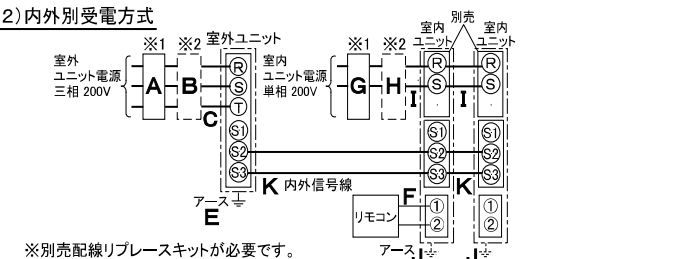 2)内外別受電方式
※1 ※2 室外ユニット
室外
ユニット電源
三相 200V
A B C
R
S
T
S1
S2
S3
アース
E
※1 ※2
室内
ユニット電源
単相 200V
G H
別売
室内
ユニット
室内
ユニット
R R
S S
I I
S1 S1
S2 S2
S3 S3
K 内外信号線 K
リモコン F
① ①
② ②
アース J J
※別売配線リプレースキットが必要です。